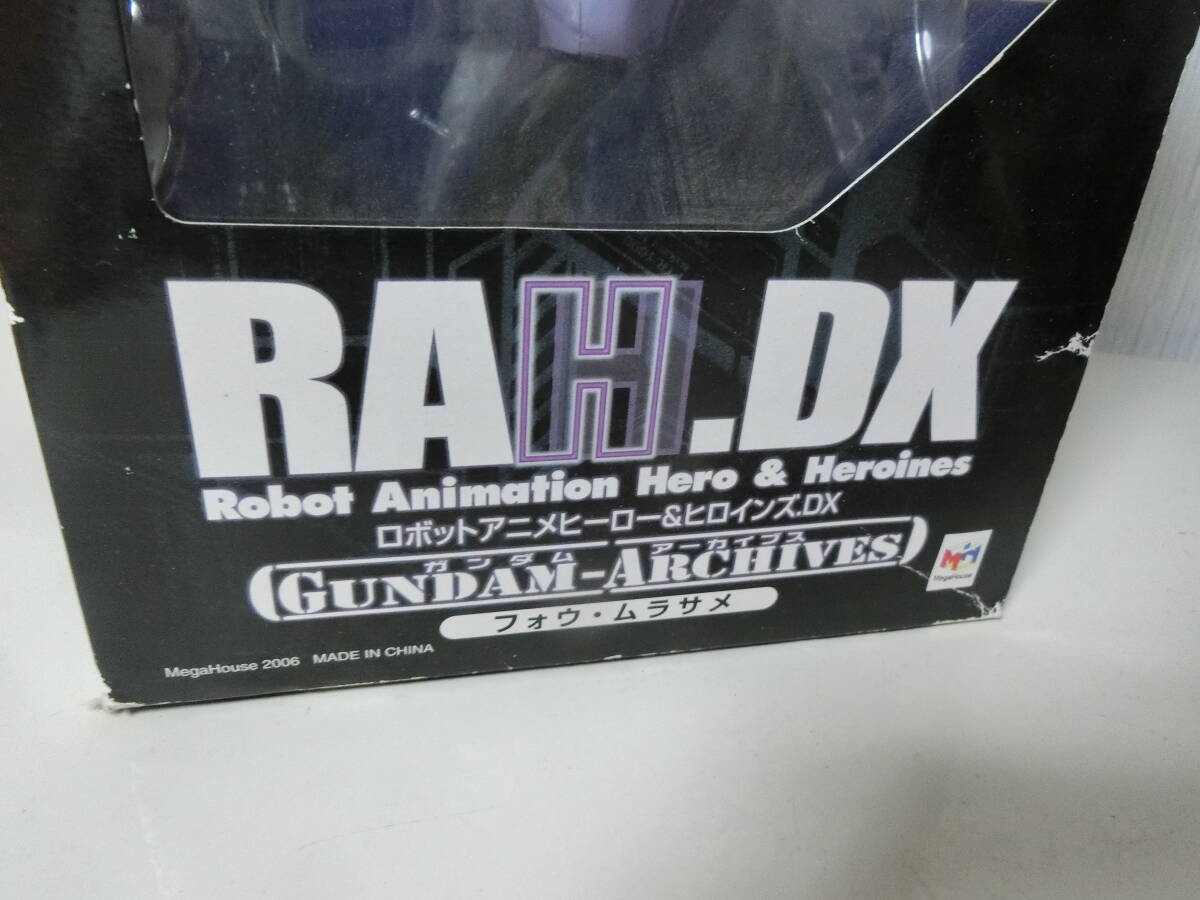 RAH.DX
Robot Animation Hero & Heroines
ロボットアニメヒーロー&ヒロインズ.DX
ガンダム アーカイブス
GUNDAM-ARCHIVES
MegaHouse
フォウ・ムラサメ
MegaHouse 2006 MADE IN CHINA